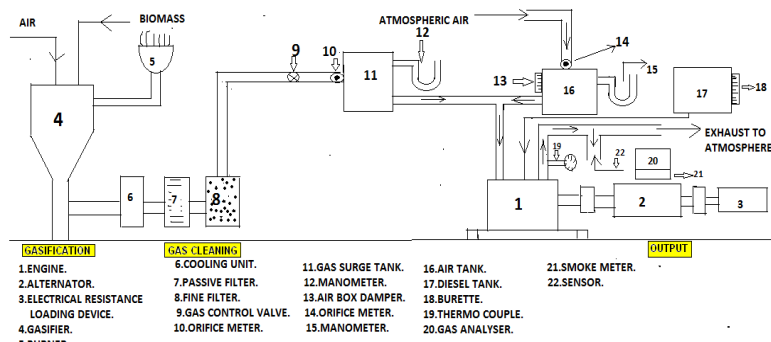 AIR
BIOMASS
5
4
6
7
8
9
10
11
12
ATMOSPHERIC AIR
14
13
15
16
17
18
EXHAUST TO
ATMOSPHERE
19
22
20
21
1
2
3
GASIFICATION
1.ENGINE.
2.ALTERNATOR.
3.ELECTRICAL RESISTANCE
LOADING DEVICE.
4.GASIFIER.
GAS CLEANING
6.COOLING UNIT.
7.PASSIVE FILTER.
8.FINE FILTER.
9.GAS CONTROL VALVE.
10.ORIFICE METER.
11.GAS SURGE TANK.
12.MANOMETER.
13.AIR BOX DAMPER.
14.ORIFICE METER.
15.MANOMETER.
16.AIR TANK.
17.DIESEL TANK.
18.BURETTE.
19.THERMO COUPLE.
20.GAS ANALYSER.
OUTPUT
21.SMOKE METER.
22.SENSOR.